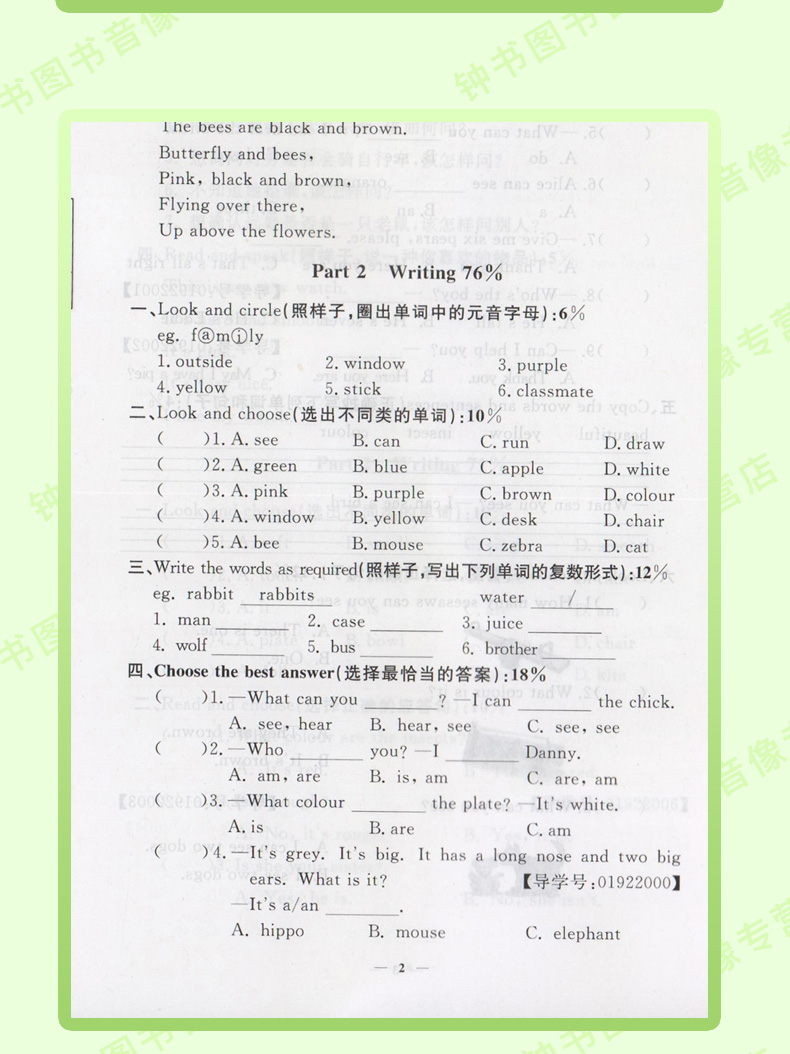 The bees are black and brown.
Butterfly and bees,
Pink, black and brown,
Flying over there,
Up above the flowers.
Part 2 Writing 76%
一、Look and circle(照样子,圈出单词中的元音字母):6%
eg. fⓐmⓘly
1. outside 2. window 3. purple
4. yellow 5. stick 6. classmate
二、Look and choose(选出不同类的单词):10%
( )1. A. see B. can C. run D. draw
( )2. A. green B. blue C. apple D. white
( )3. A. pink B. purple C. brown D. colour
( )4. A. window B. yellow C. desk D. chair
( )5. A. bee B. mouse C. zebra D. cat
三、Write the words as required(照样子,写出下列单词的复数形式):12%
eg. rabbit rabbits water /
1. man ________ 2. case ________ 3. juice ________
4. wolf ________ 5. bus ________ 6. brother ________
四、Choose the best answer(选择最恰当的答案):18%
( )1. —What can you ________? —I can ________ the chick.
A. see, hear B. hear, see C. see, see
( )2. —Who ________ you? —I ________ Danny.
A. am, are B. is, am C. are, am
( )3. —What colour ________ the plate? —It's white.
A. is B. are C. am
( )4. —It's grey. It's big. It has a long nose and two big
ears. What is it? 【导学号:01922000】
—It's a/an ________.
A. hippo B. mouse C. elephant
— 2 —